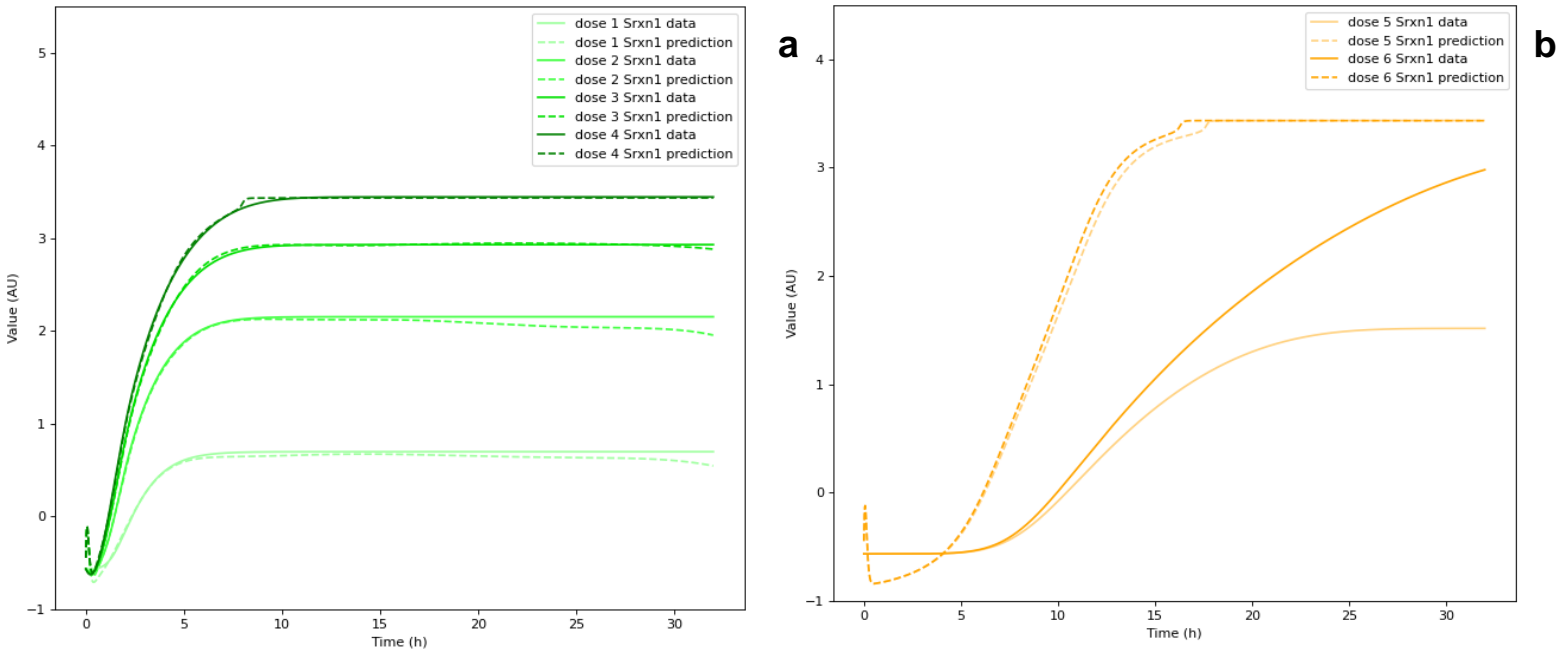 dose 1 Srxn1 data
dose 1 Srxn1 prediction
dose 2 Srxn1 data
dose 2 Srxn1 prediction
dose 3 Srxn1 data
dose 3 Srxn1 prediction
dose 4 Srxn1 data
dose 4 Srxn1 prediction
5
4
3
2
1
0
−1
Value (AU)
0 5 10 15 20 25 30
Time (h)
a
dose 5 Srxn1 data
dose 5 Srxn1 prediction
dose 6 Srxn1 data
dose 6 Srxn1 prediction
4
3
2
1
0
−1
Value (AU)
0 5 10 15 20 25 30
Time (h)
b